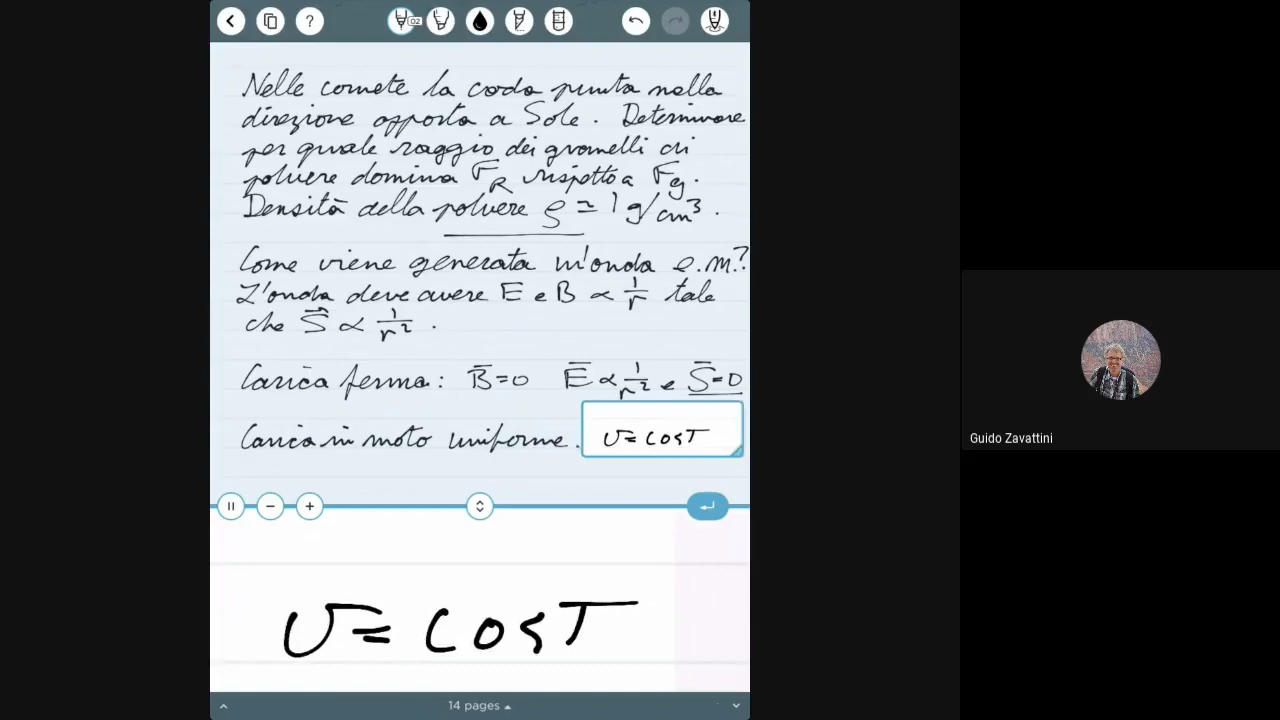 ?
02
Nelle comete la coda punta nella
direzione opposta a Sole. Determinare
per quale raggio dei granelli di
polvere domina F_R rispetto a F_g.
Densità della polvere ρ ≃ 1 g/cm³.
Come viene generata un'onda e.m.?
L'onda deve avere E e B ∝ 1/r tale
che S⃗ ∝ 1/r².
Carica ferma: B̄=0 Ē ∝ 1/r² e S̄=0
Carica in moto uniforme. v= cost
v= cost
14 pages
Guido Zavattini